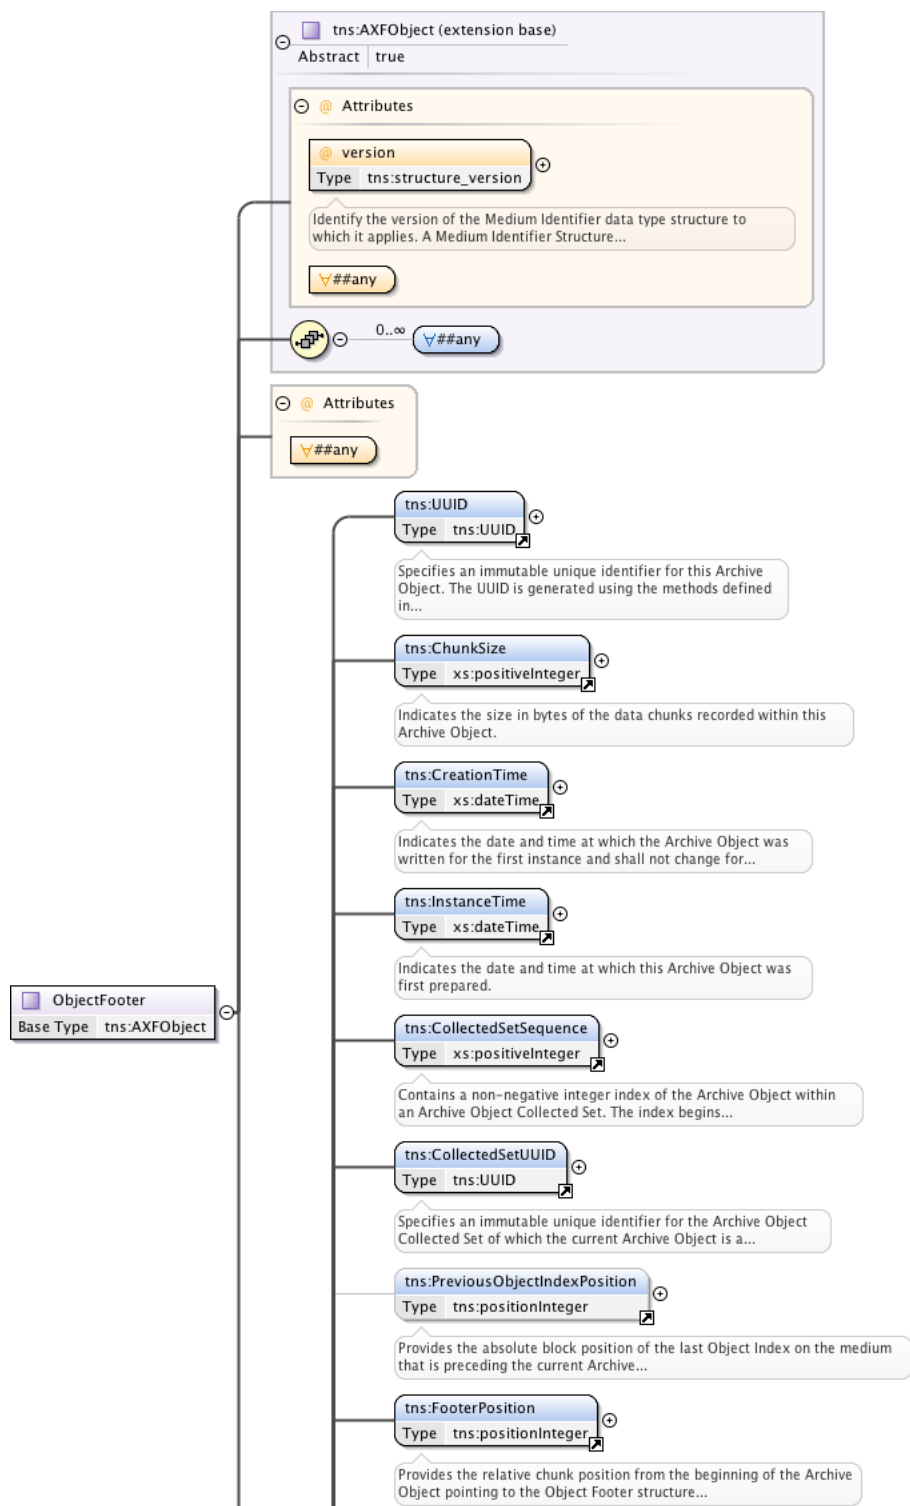 tns:AXFObject (extension base)
Abstract true
@ Attributes
@ version
Type tns:structure_version
Identify the version of the Medium Identifier data type structure to
which it applies. A Medium Identifier Structure...
∀##any
0..∞
∀##any
@ Attributes
∀##any
tns:UUID
Type tns:UUID
Specifies an immutable unique identifier for this Archive
Object. The UUID is generated using the methods defined
in...
tns:ChunkSize
Type xs:positiveInteger
Indicates the size in bytes of the data chunks recorded within this
Archive Object.
tns:CreationTime
Type xs:dateTime
Indicates the date and time at which the Archive Object was
written for the first instance and shall not change for...
tns:InstanceTime
Type xs:dateTime
Indicates the date and time at which this Archive Object was
first prepared.
ObjectFooter
Base Type tns:AXFObject
tns:CollectedSetSequence
Type xs:positiveInteger
Contains a non-negative integer index of the Archive Object within
an Archive Object Collected Set. The index begins...
tns:CollectedSetUUID
Type tns:UUID
Specifies an immutable unique identifier for the Archive Object
Collected Set of which the current Archive Object is a...
tns:PreviousObjectIndexPosition
Type tns:positionInteger
Provides the absolute block position of the last Object Index on the medium
that is preceding the current Archive...
tns:FooterPosition
Type tns:positionInteger
Provides the relative chunk position from the beginning of the Archive
Object pointing to the Object Footer structure...